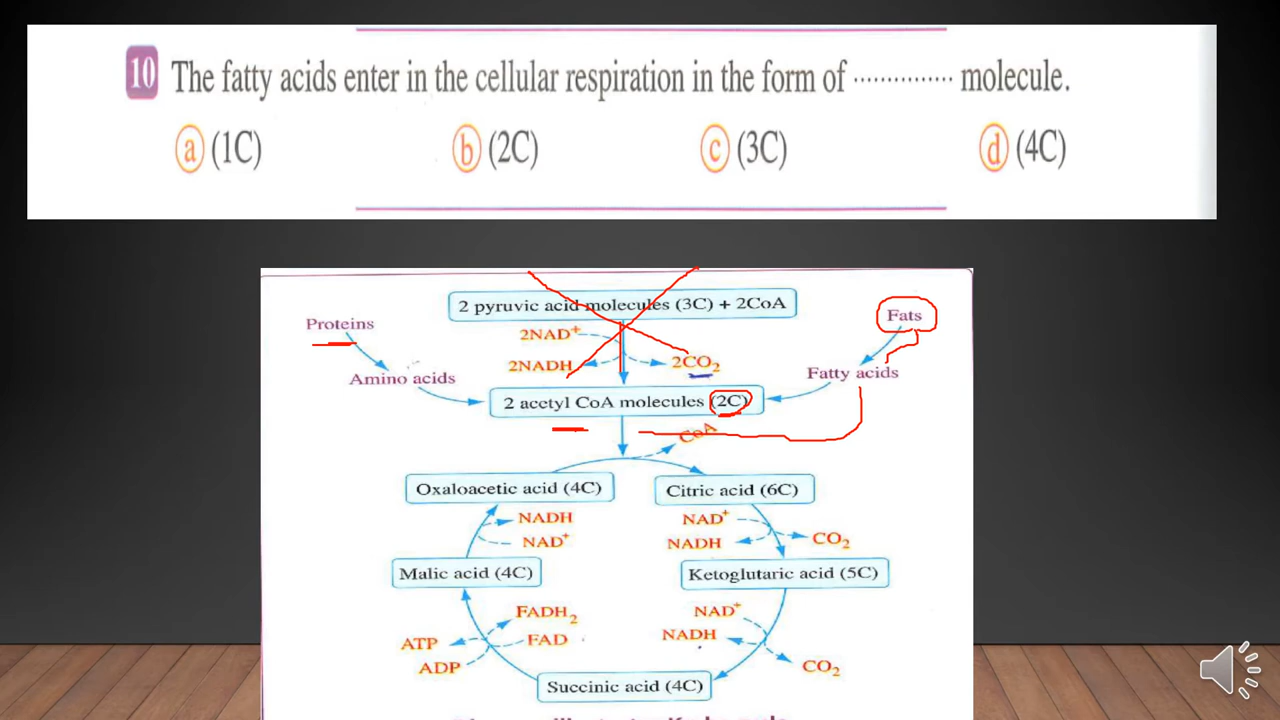 10 The fatty acids enter in the cellular respiration in the form of ............... molecule.
a (1C) b (2C) c (3C) d (4C)
2 pyruvic acid molecules (3C) + 2CoA
Proteins
Fats
2NAD⁺
2NADH
2CO₂
Amino acids
Fatty acids
2 acetyl CoA molecules (2C)
CoA
Oxaloacetic acid (4C)
Citric acid (6C)
NADH
NAD⁺
NAD⁺
NADH
CO₂
Malic acid (4C)
Ketoglutaric acid (5C)
FADH₂
FAD
ATP
ADP
NAD⁺
NADH
CO₂
Succinic acid (4C)